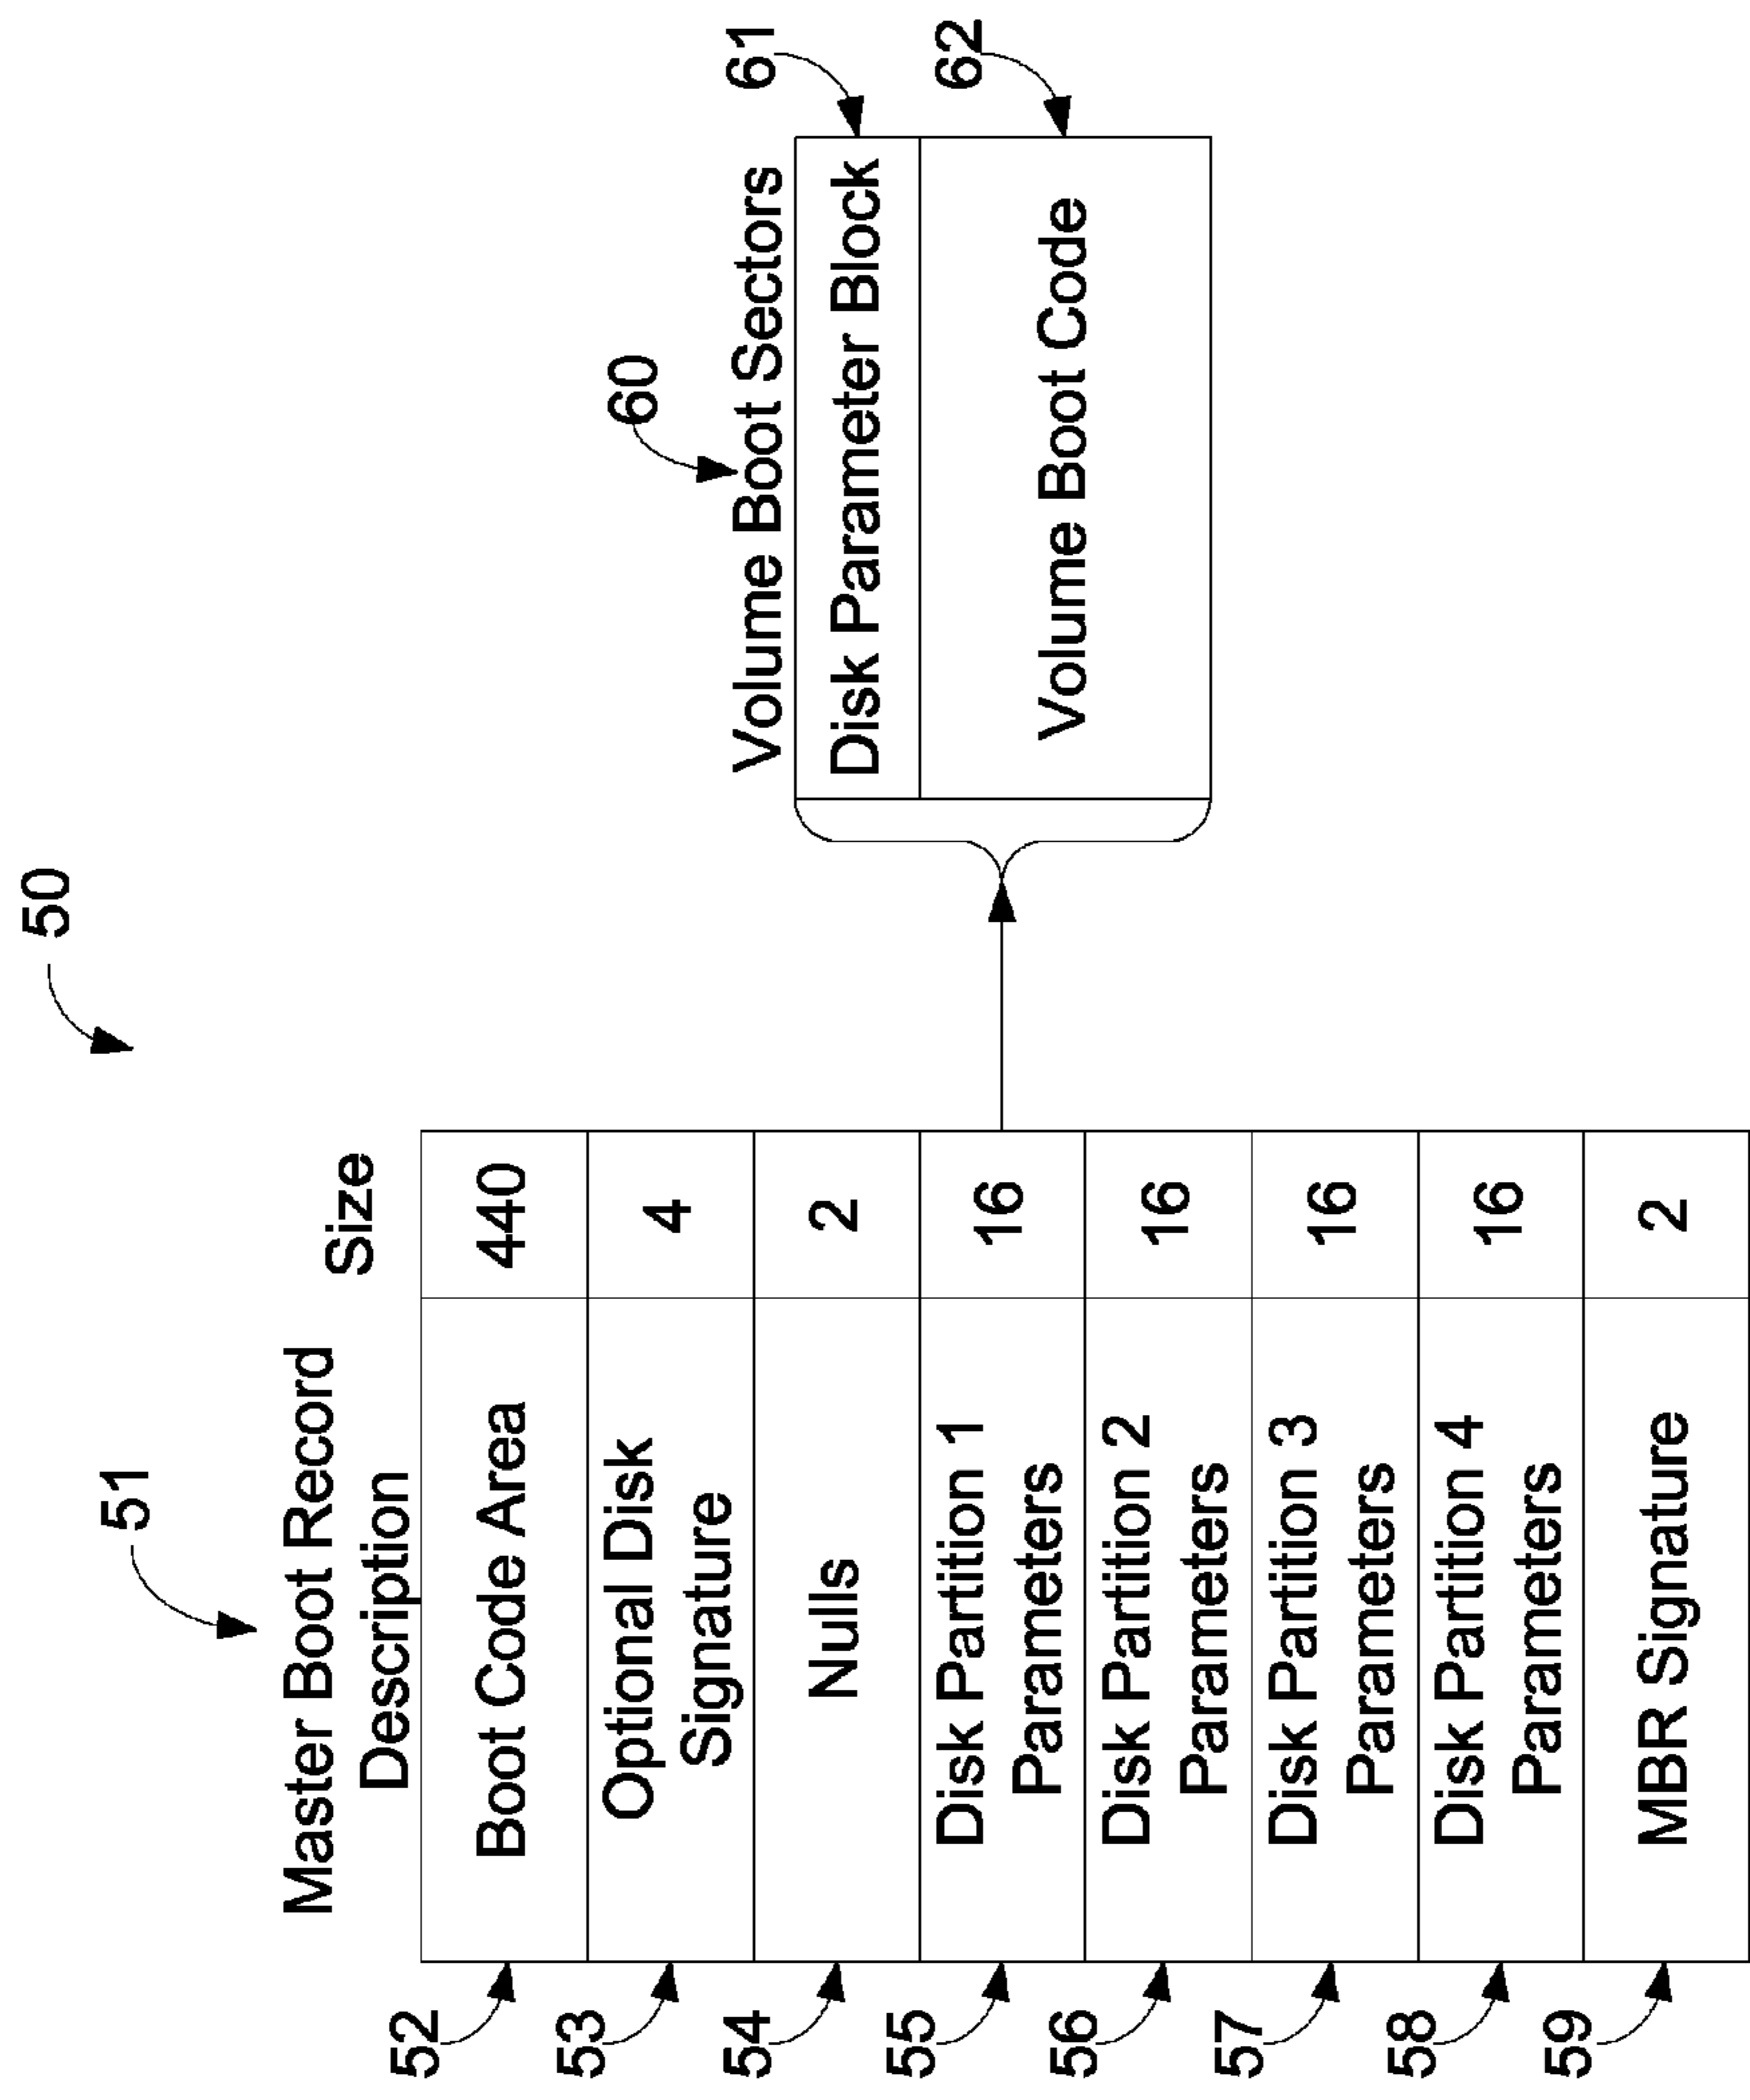 50
51
Master Boot Record
Description
Size
52
Boot Code Area
440
53
Optional Disk
Signature
4
54
Nulls
2
55
Disk Partition 1
Parameters
16
56
Disk Partition 2
Parameters
16
57
Disk Partition 3
Parameters
16
58
Disk Partition 4
Parameters
16
59
MBR Signature
2
60
Volume Boot Sectors
Disk Parameter Block
61
Volume Boot Code
62